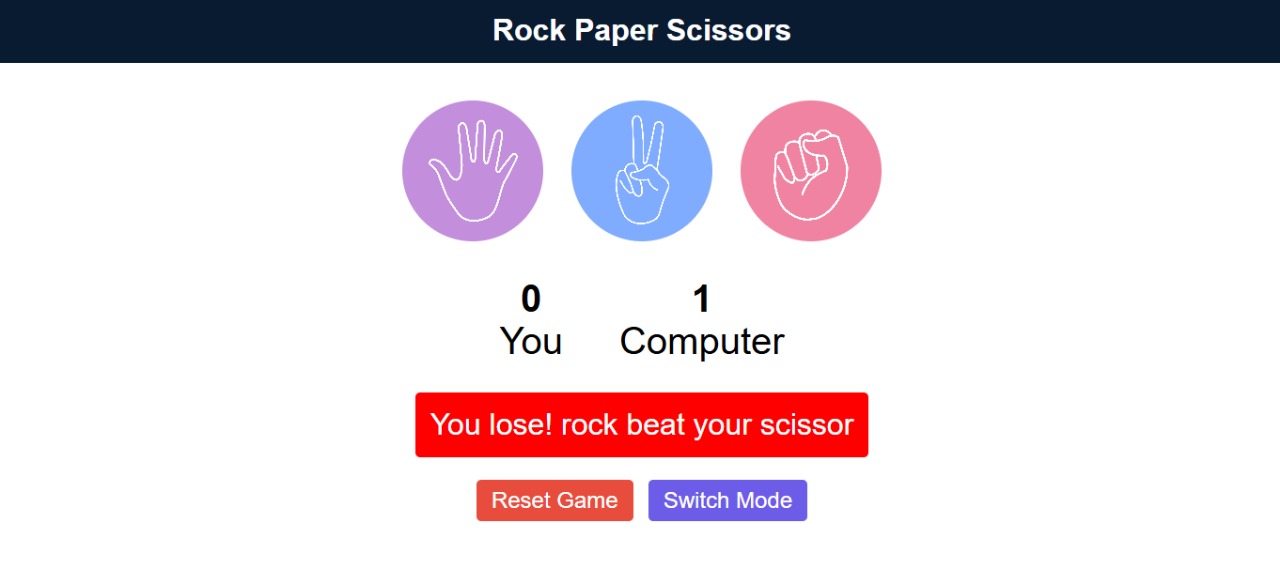 Rock Paper Scissors
0 1
You Computer
You lose! rock beat your scissor
Reset Game Switch Mode